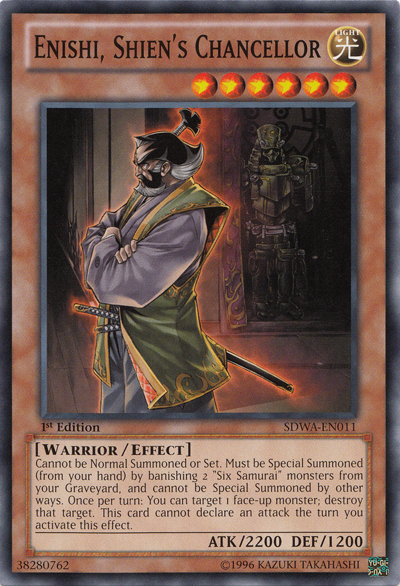 Enishi, Shien's Chancellor
LIGHT
光
1st Edition
SDWA-EN011
[Warrior / Effect]
Cannot be Normal Summoned or Set. Must be Special Summoned
(from your hand) by banishing 2 "Six Samurai" monsters from
your Graveyard, and cannot be Special Summoned by other
ways. Once per turn: You can target 1 face-up monster; destroy
that target. This card cannot declare an attack the turn you
activate this effect.
ATK/2200 DEF/1200
38280762
©1996 KAZUKI TAKAHASHI